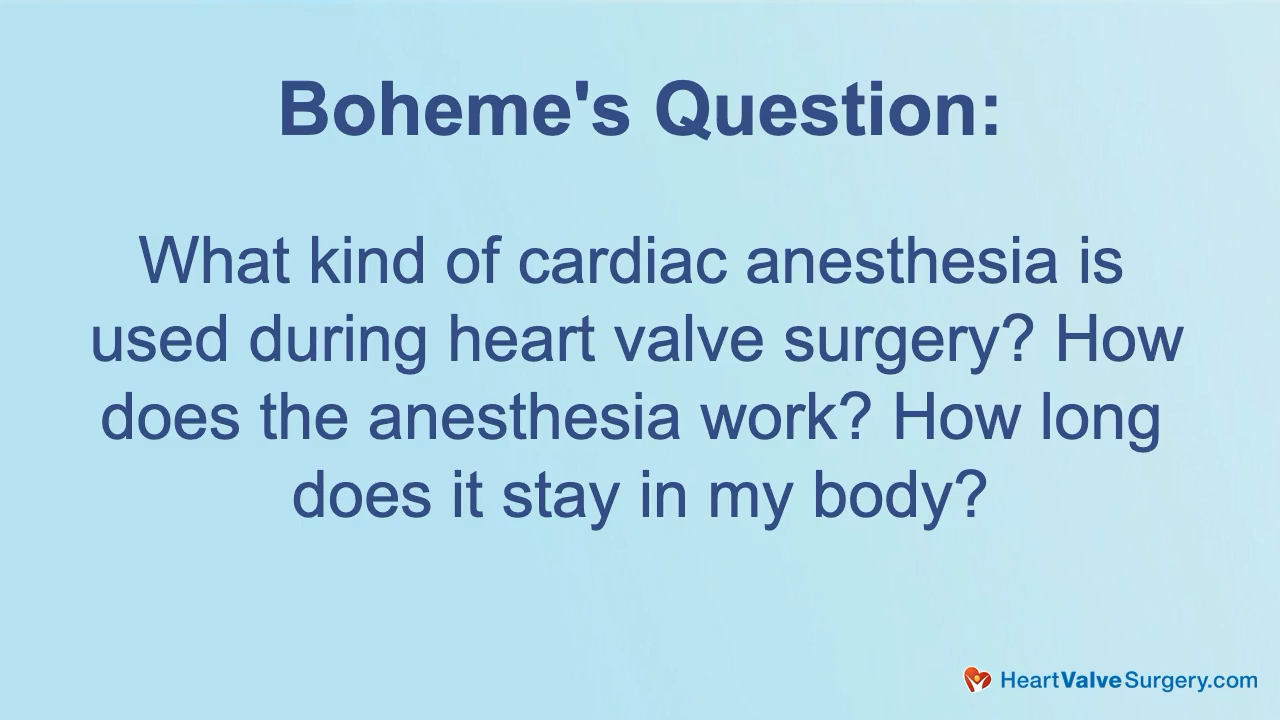 Boheme's Question:
What kind of cardiac anesthesia is
used during heart valve surgery? How
does the anesthesia work? How long
does it stay in my body?
HeartValveSurgery.com